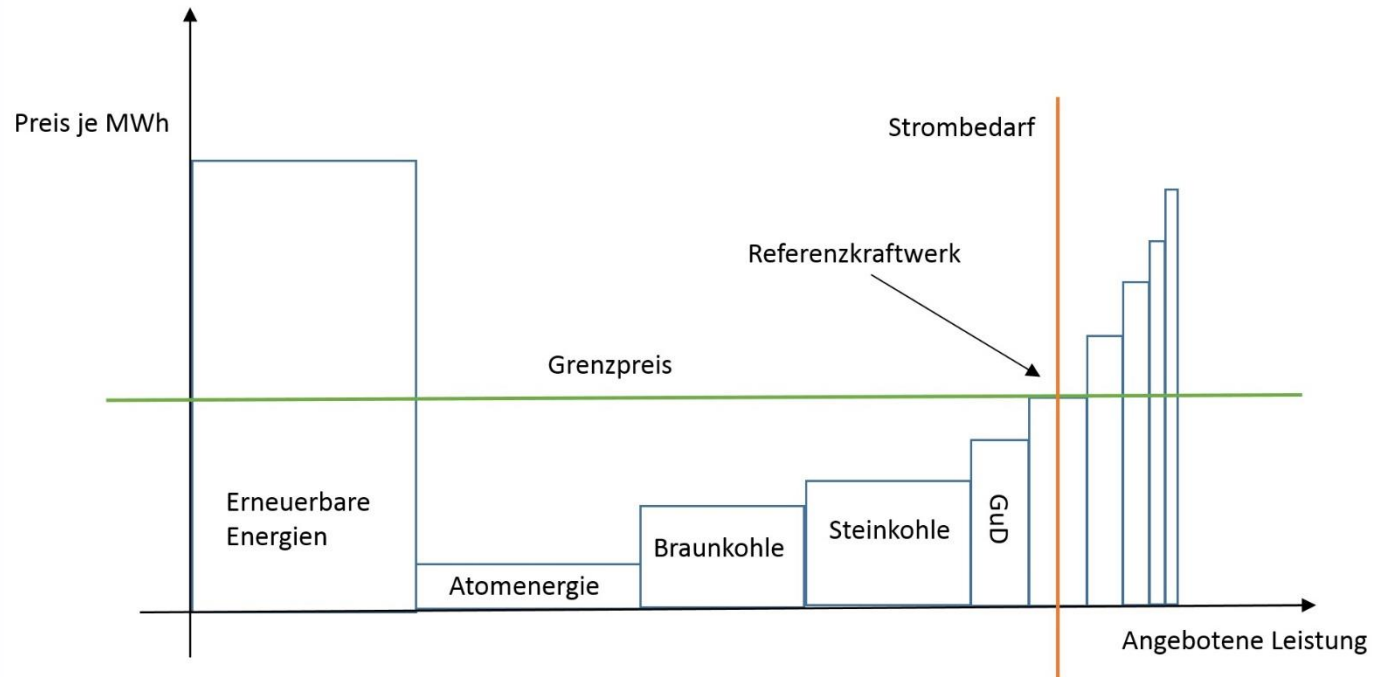 Preis je MWh
Strombedarf
Referenzkraftwerk
Grenzpreis
Erneuerbare
Energien
Atomenergie
Braunkohle
Steinkohle
GuD
Angebotene Leistung